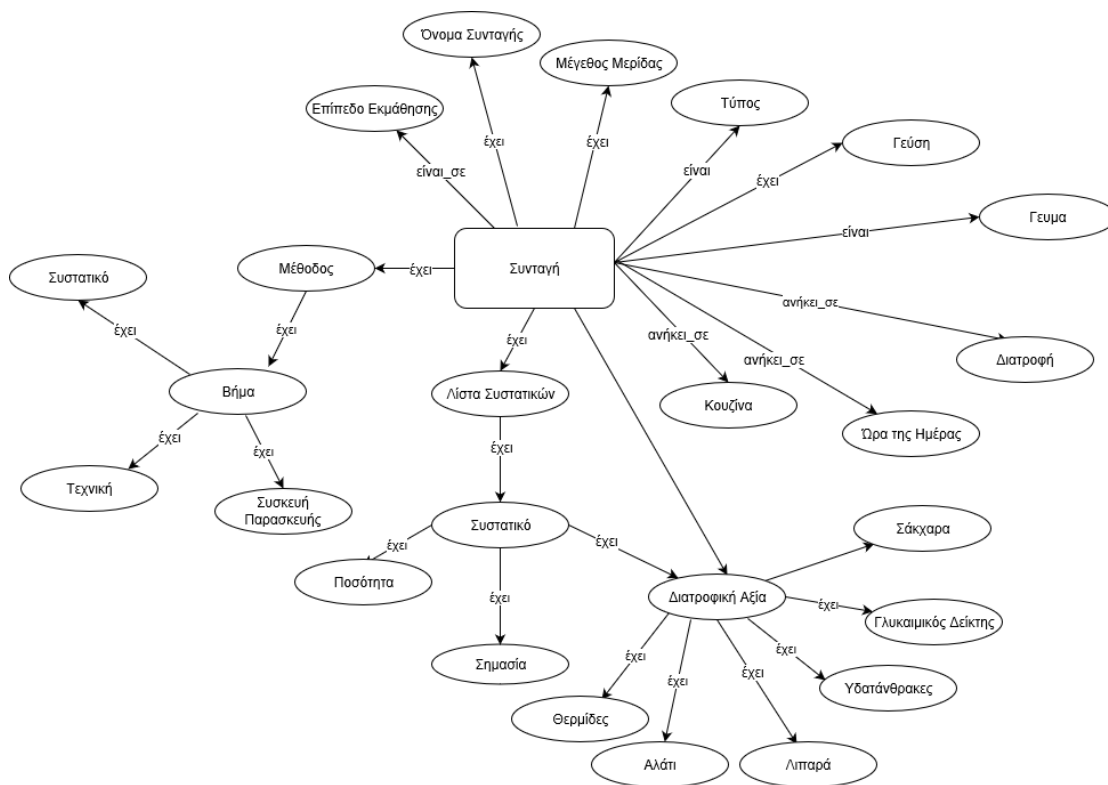 Όνομα Συνταγής
Μέγεθος Μερίδας
Επίπεδο Εκμάθησης
Τύπος
Γεύση
έχει
έχει
είναι_σε
είναι
έχει
Γευμα
είναι
Συστατικό
Μέθοδος
έχει
Συνταγή
έχει
έχει
έχει
ανήκει_σε
ανήκει_σε
ανήκει_σε
Διατροφή
Βήμα
Λίστα Συστατικών
Κουζίνα
Ώρα της Ημέρας
έχει
έχει
έχει
Τεχνική
Συσκευή
Παρασκευής
Συστατικό
Σάκχαρα
έχει
έχει
έχει
Ποσότητα
Διατροφική Αξία
έχει
Γλυκαιμικός Δείκτης
Σημασία
έχει
έχει
έχει
έχει
Υδατάνθρακες
Θερμίδες
Αλάτι
Λιπαρά